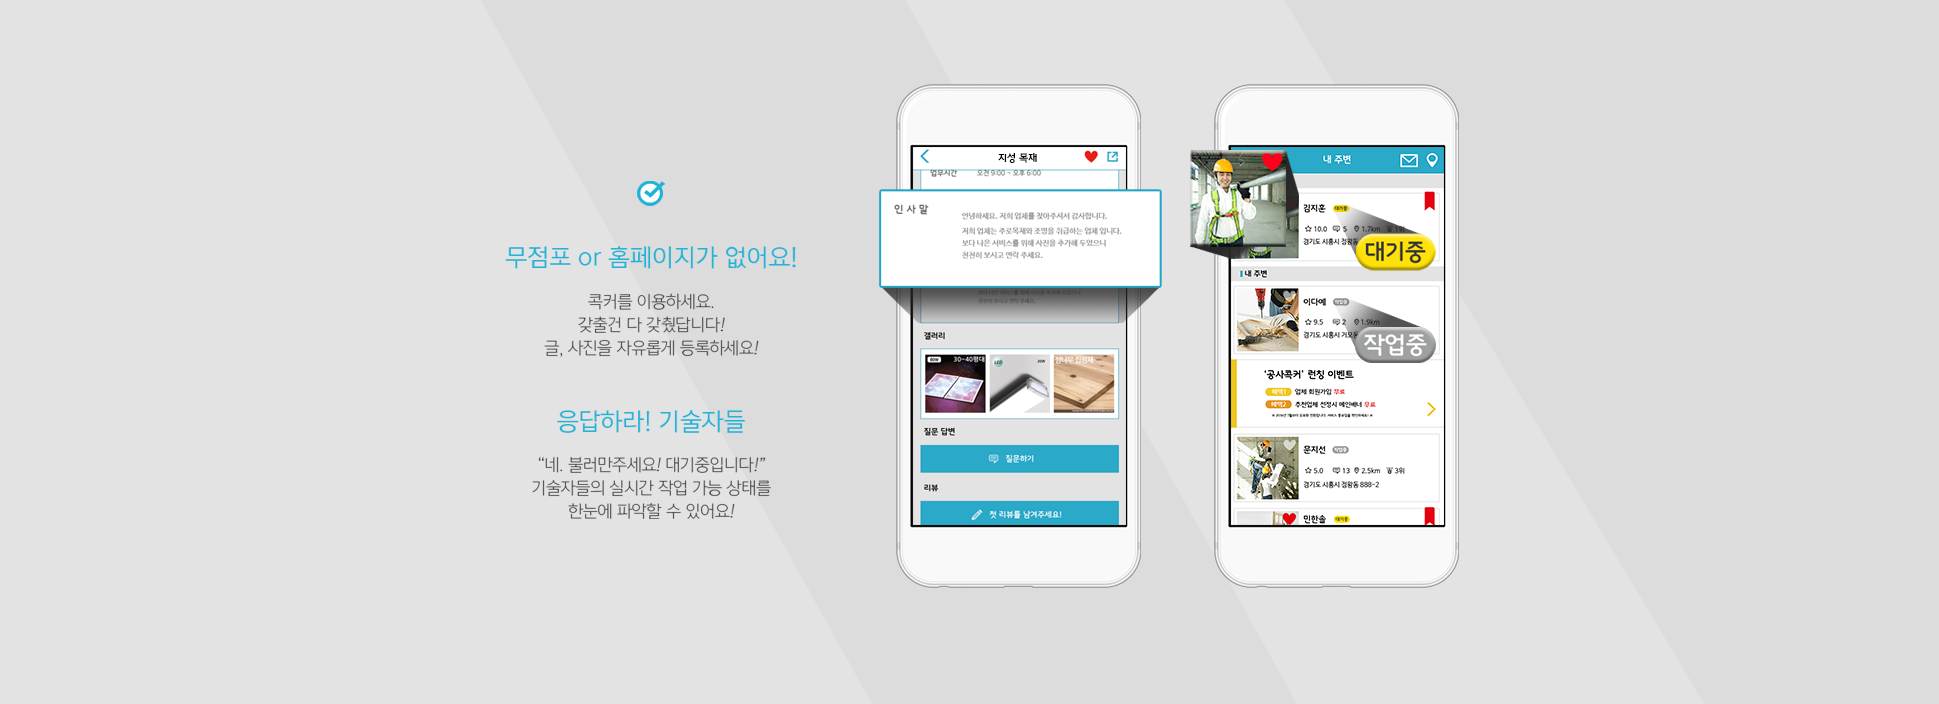 무점포 or 홈페이지가 없어요!
콕커를 이용하세요.
갖출건 다 갖췄답니다!
글, 사진을 자유롭게 등록하세요!
응답하라! 기술자들
“네. 불러만주세요! 대기중입니다!”
기술자들의 실시간 작업 가능 상태를
한눈에 파악할 수 있어요!
지성 목재
업무시간 오전 9:00 ~ 오후 6:00
인사말
안녕하세요. 저희 업체를 찾아주셔서 감사합니다.
저희 업체는 주로목재와 조명을 취급하는 업체 입니다.
보다 나은 서비스를 위해 사진을 추가해 두었으니
천천히 보시고 연락 주세요.
갤러리
60W 30~40평대
LED 30W
질문 답변
질문하기
리뷰
첫 리뷰를 남겨주세요!
내 주변
김지훈 대기중
10.0 5 1.7km
경기도 시흥시 정왕동
대기중
내 주변
이다예 작업중
9.5 2 1.9km
경기도 시흥시 거모동
작업중
'공사콕커' 런칭 이벤트
혜택1 업체 회원가입 무료
혜택2 추천업체 선정시 메인배너 무료
문지선 작업중
5.0 13 2.5km 3위
경기도 시흥시 정왕동 888-2
민한솔 대기중